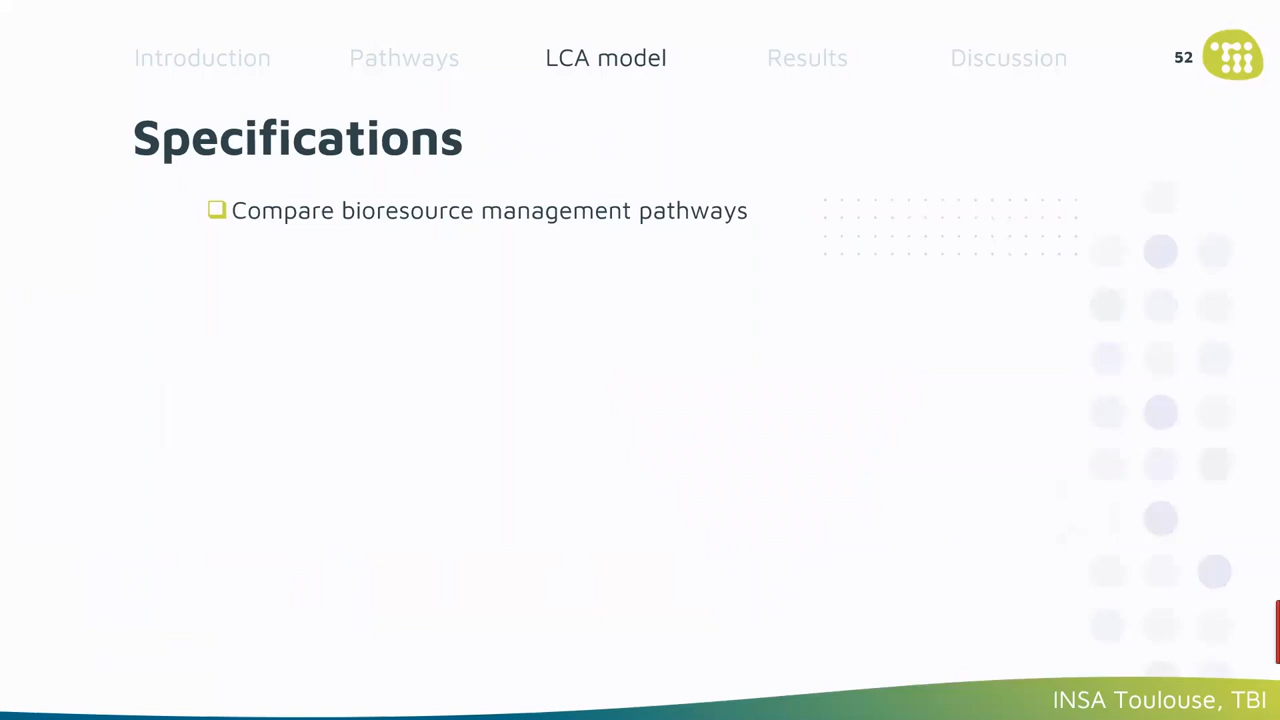 Introduction Pathways LCA model Results Discussion 52
Specifications
Compare bioresource management pathways
INSA Toulouse, TBI